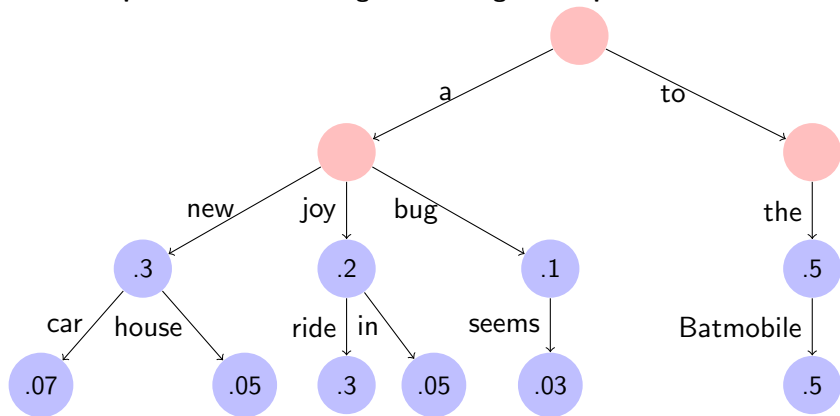 a to
new joy bug the
.3 .2 .1 .5
car house ride in seems Batmobile
.07 .05 .3 .05 .03 .5